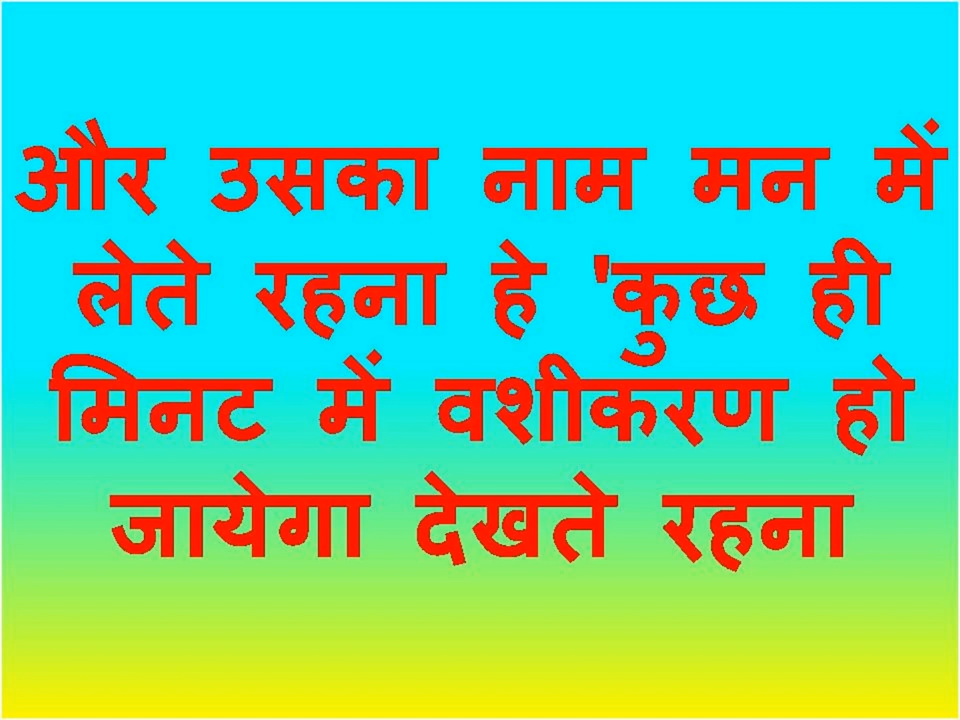 और उसका नाम मन में
लेते रहना हे 'कुछ ही
मिनट में वशीकरण हो
जायेगा देखते रहना